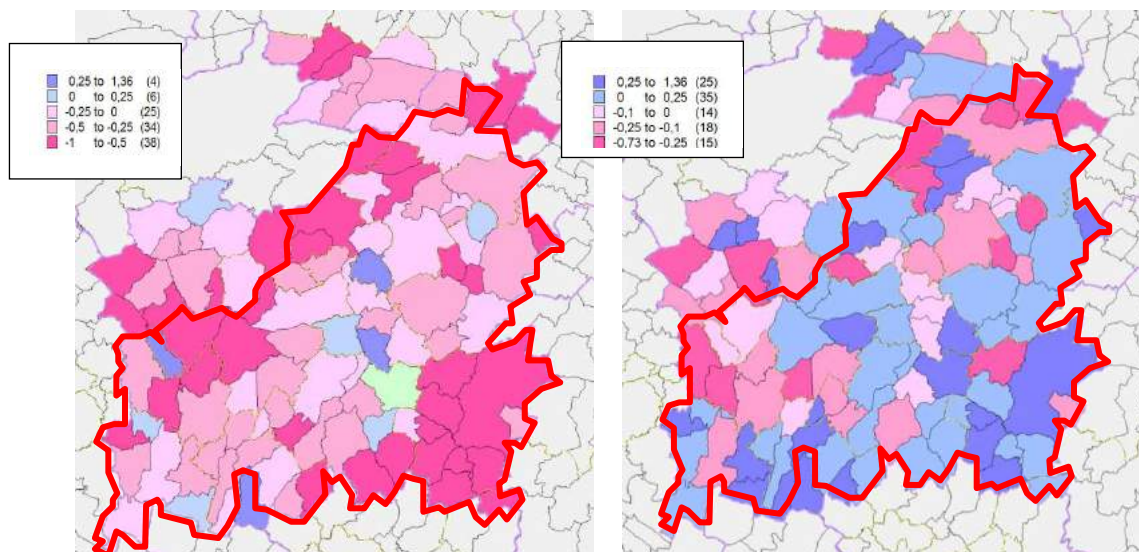 0,25 to 1,36 (4)
0 to 0,25 (6)
-0,25 to 0 (25)
-0,5 to -0,25 (34)
-1 to -0,5 (38)
0,25 to 1,36 (25)
0 to 0,25 (35)
-0,1 to 0 (14)
-0,25 to -0,1 (18)
-0,73 to -0,25 (15)